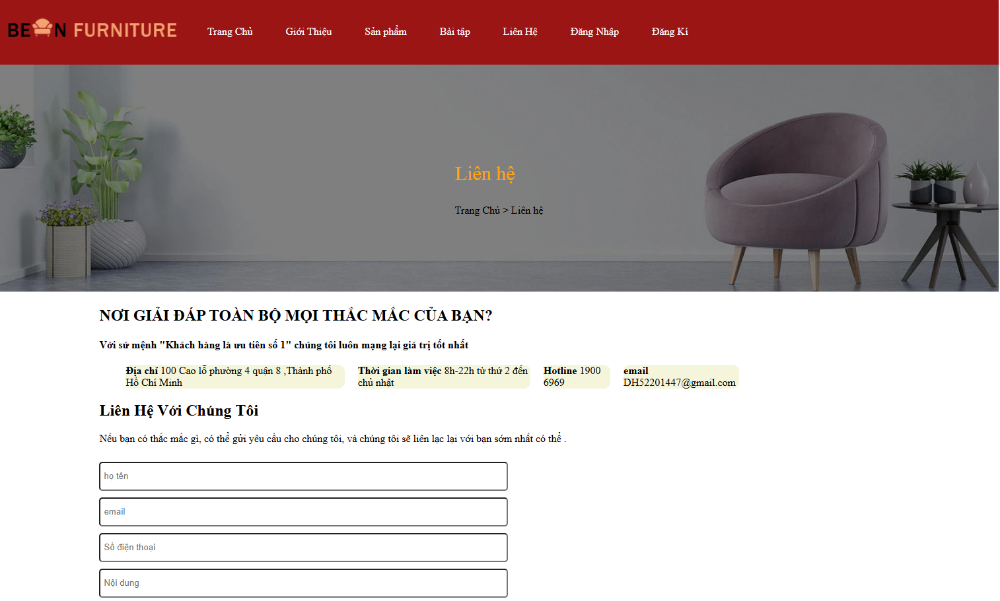 BEAN FURNITURE
Trang Chủ Giới Thiệu Sản phẩm Bài tập Liên Hệ Đăng Nhập Đăng Kí
Liên hệ
Trang Chủ > Liên hệ
NƠI GIẢI ĐÁP TOÀN BỘ MỌI THẮC MẮC CỦA BẠN?
Với sứ mệnh "Khách hàng là ưu tiên số 1" chúng tôi luôn mạng lại giá trị tốt nhất
Địa chỉ 100 Cao lỗ phường 4 quận 8 ,Thành phố
Hồ Chí Minh
Thời gian làm việc 8h-22h từ thứ 2 đến
chủ nhật
Hotline 1900
6969
email
DH52201447@gmail.com
Liên Hệ Với Chúng Tôi
Nếu bạn có thắc mắc gì, có thể gửi yêu cầu cho chúng tôi, và chúng tôi sẽ liên lạc lại với bạn sớm nhất có thể .
họ tên
email
Số điện thoại
Nội dung